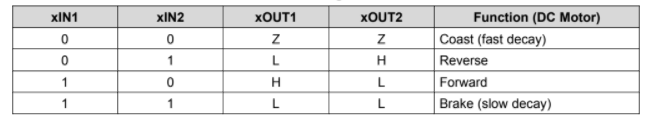 xIN1 xIN2 xOUT1 xOUT2 Function (DC Motor)
0 0 Z Z Coast (fast decay)
0 1 L H Reverse
1 0 H L Forward
1 1 L L Brake (slow decay)